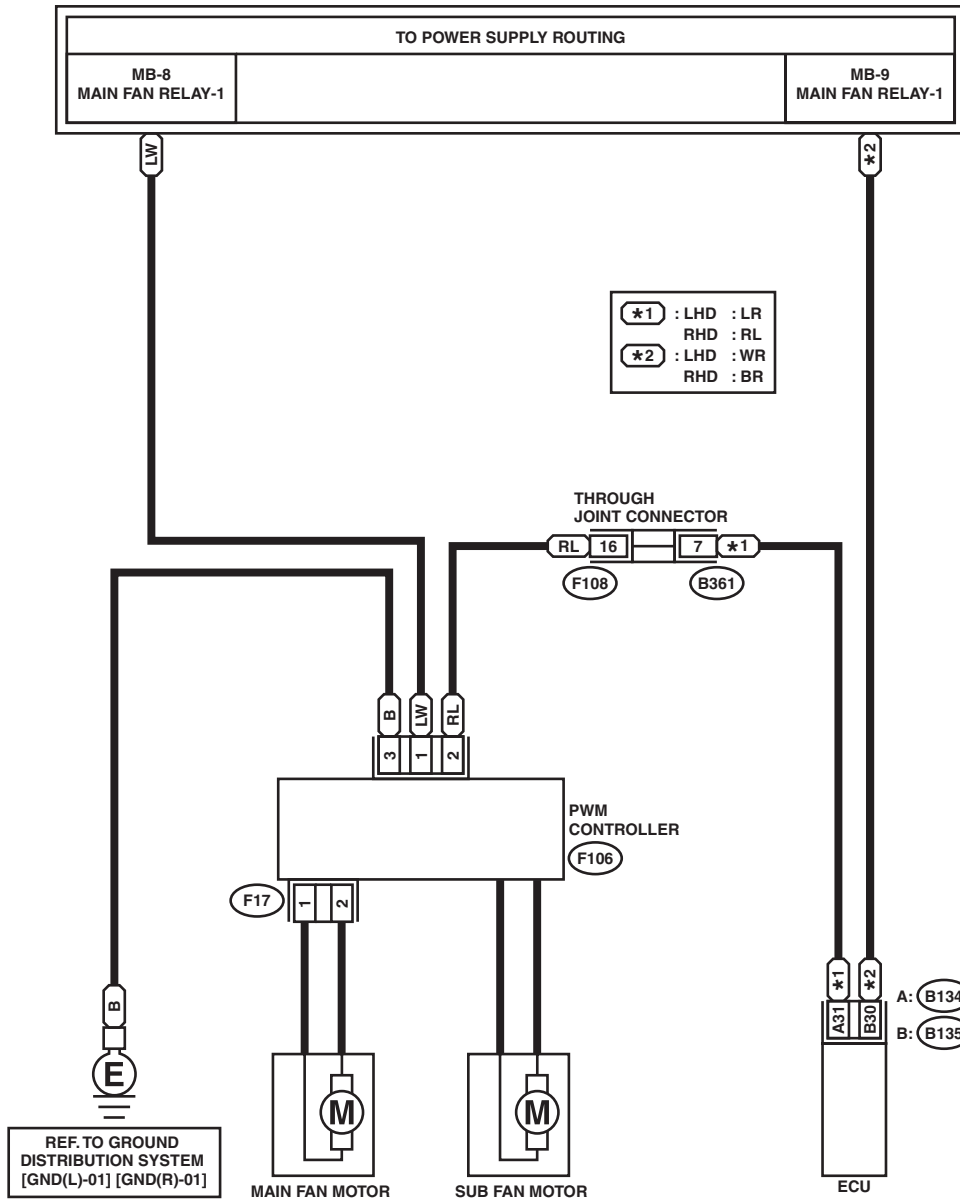 TO POWER SUPPLY ROUTING
MB-8
MAIN FAN RELAY-1
MB-9
MAIN FAN RELAY-1
LW
*2
*1 : LHD : LR
RHD : RL
*2 : LHD : WR
RHD : BR
THROUGH
JOINT CONNECTOR
RL 16 7 *1
F108 B361
B LW RL
3 1 2
PWM
CONTROLLER
F106
F17 1 2
*1 *2
A31 B30
A: B134
B: B135
B
E
REF. TO GROUND
DISTRIBUTION SYSTEM
[GND(L)-01] [GND(R)-01]
M
MAIN FAN MOTOR
M
SUB FAN MOTOR
ECU